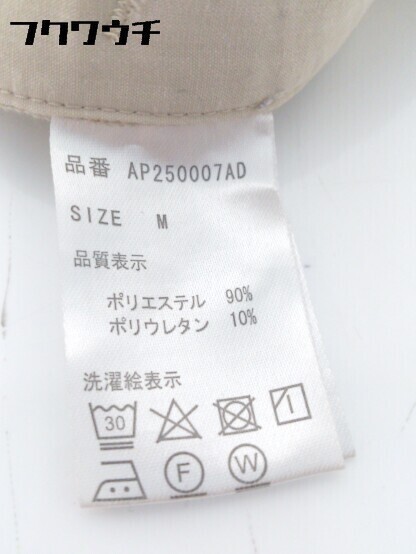 フクワウチ
品番 AP250007AD
SIZE M
品質表示
ポリエステル 90%
ポリウレタン 10%
洗濯絵表示
30
F W